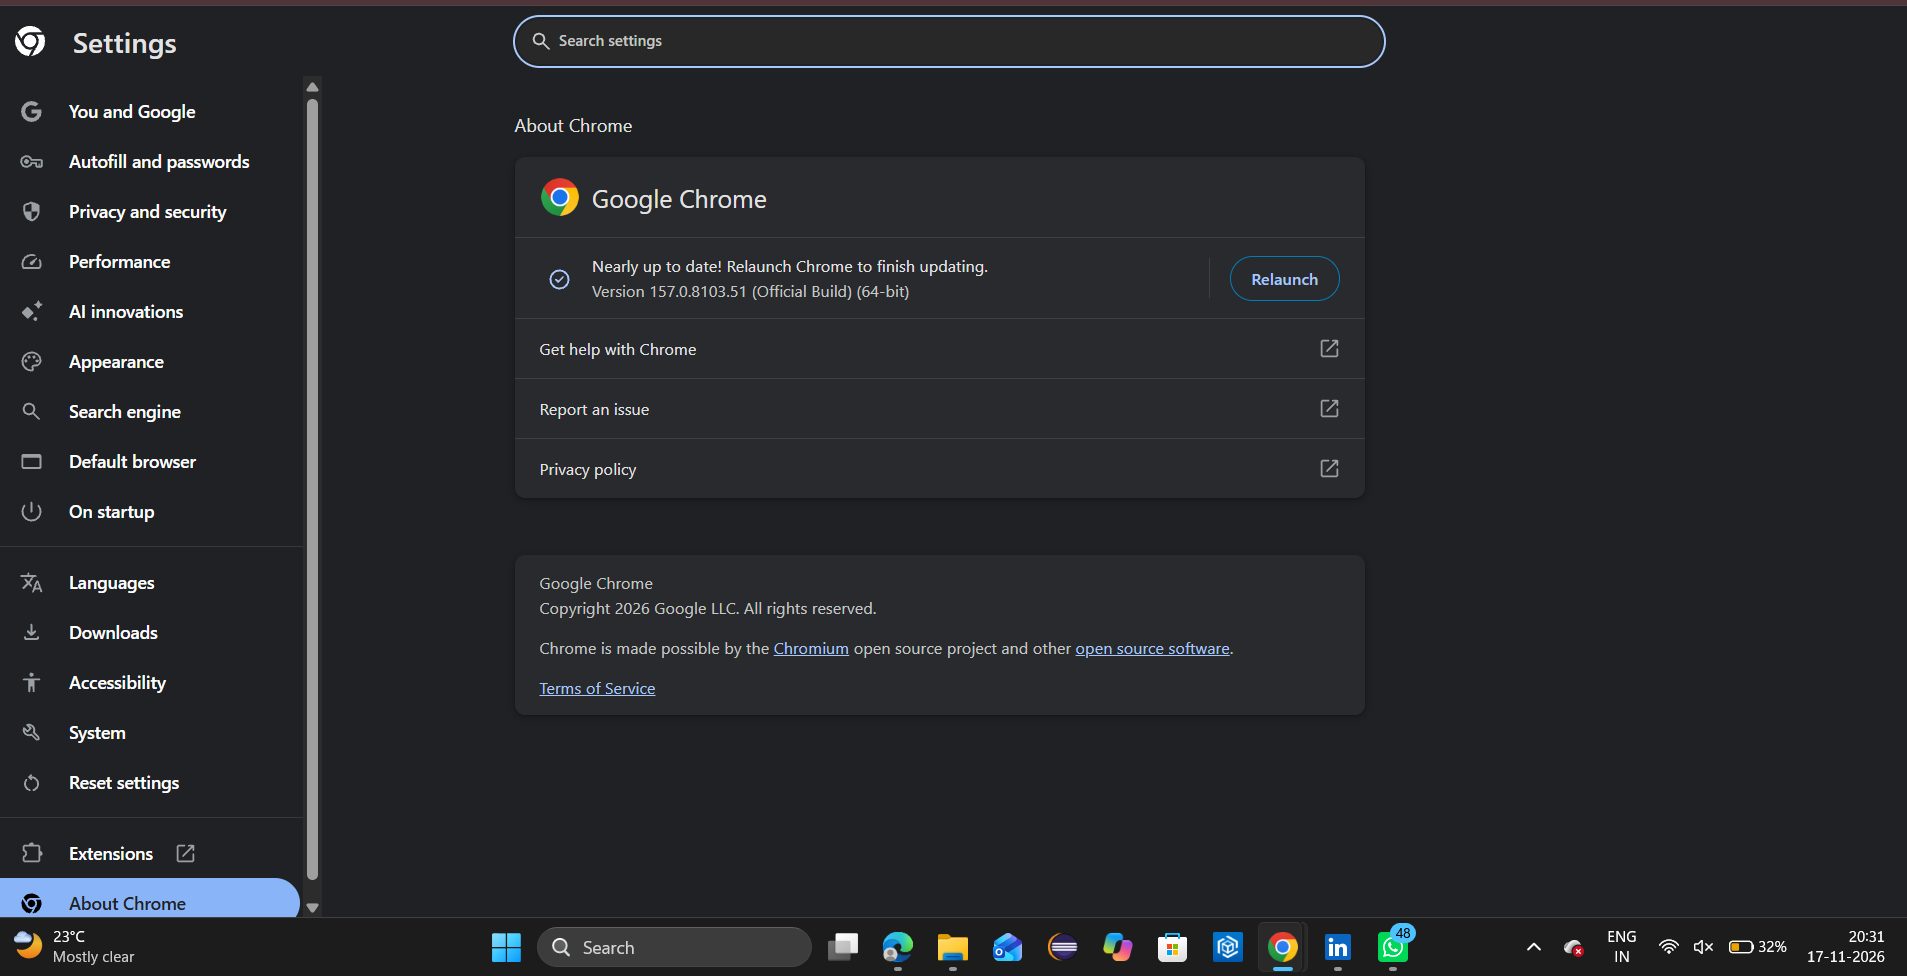 Settings
Search settings
You and Google
Autofill and passwords
Privacy and security
Performance
AI innovations
Appearance
Search engine
Default browser
On startup
Languages
Downloads
Accessibility
System
Reset settings
Extensions
About Chrome
About Chrome
Google Chrome
Nearly up to date! Relaunch Chrome to finish updating.
Version 157.0.8103.51 (Official Build) (64-bit)
Relaunch
Get help with Chrome
Report an issue
Privacy policy
Google Chrome
Copyright 2026 Google LLC. All rights reserved.
Chrome is made possible by the Chromium open source project and other open source software.
Terms of Service
23°C
Mostly clear
Search
48
ENG
IN
32%
20:31
17-11-2026